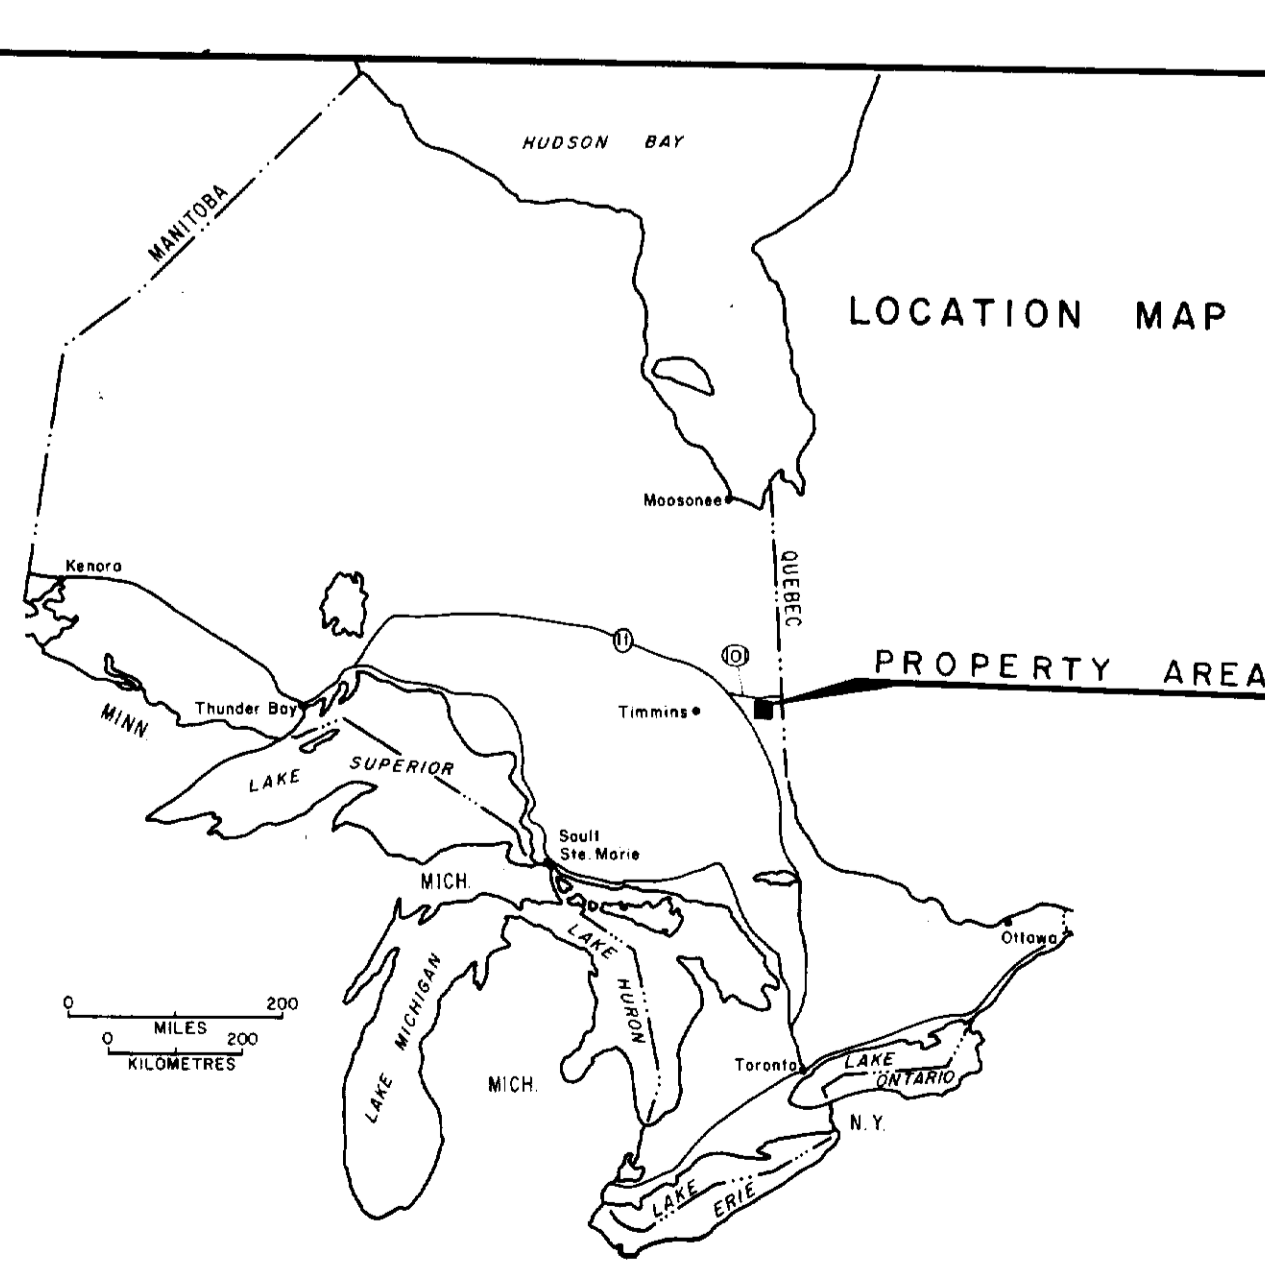 HUDSON BAY
MANITOBA
LOCATION MAP
Moosonee
QUEBEC
Kenora
11
101
PROPERTY AREA
Thunder Bay
Timmins
MINN.
LAKE SUPERIOR
Sault
Ste. Marie
MICH.
LAKE HURON
Ottawa
LAKE MICHIGAN
0 200
MILES
0 200
KILOMETRES
MICH.
Toronto
LAKE
ONTARIO
N.Y.
LAKE
ERIE